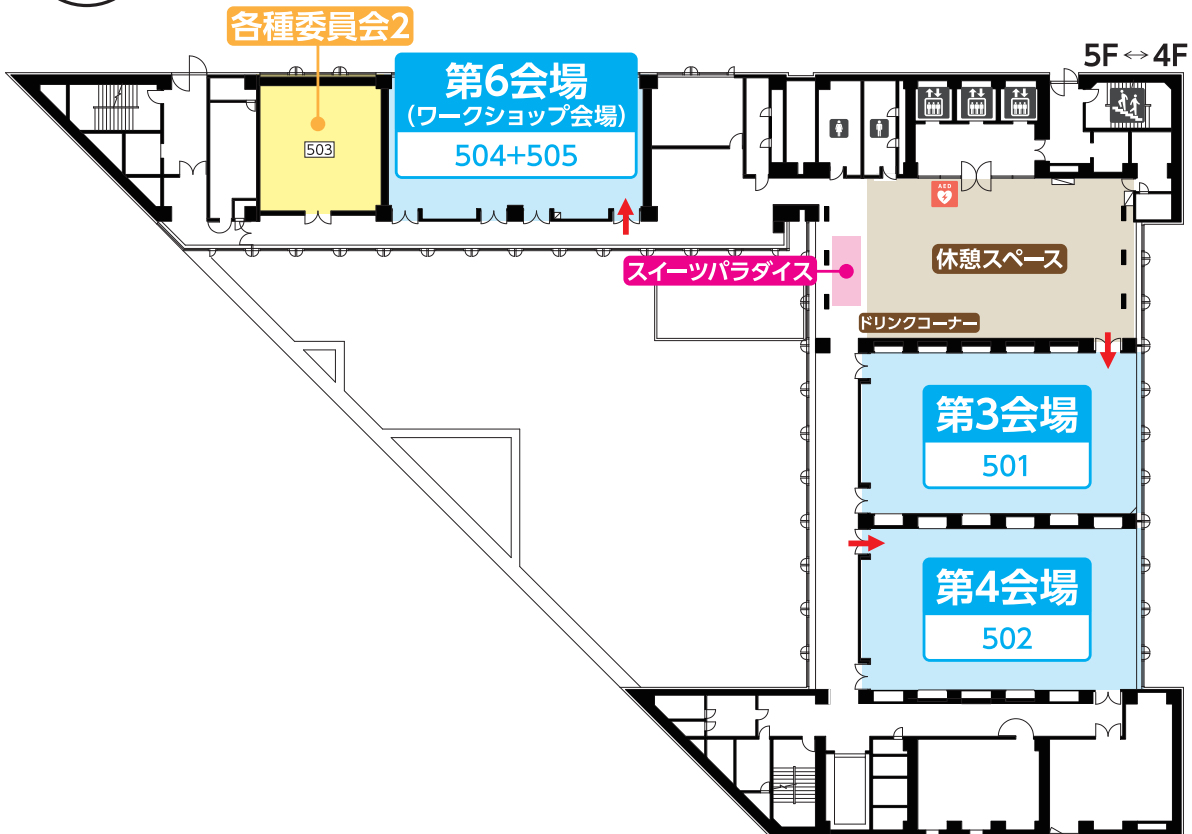 各種委員会2
5F ↔ 4F
第6会場
(ワークショップ会場)
504+505
503
AED
休憩スペース
スイーツパラダイス
ドリンクコーナー
第3会場
501
第4会場
502